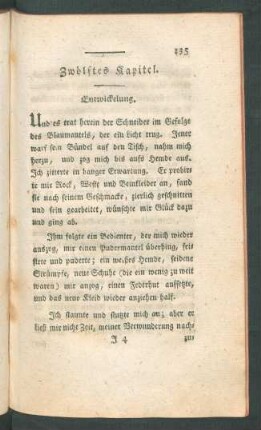 135
Zwölftes Kapitel.
Entwickelung.
Und es trat herein der Schneider im Gefolge
des Blaumantels, der ein Licht trug. Jener
warf sein Bündel auf den Tisch, nahm mich
herzu, und zog mich bis aufs Hemde aus.
Ich zitterte in banger Erwartung. Er probir
te mir Rock, Weste und Beinkleider an, fand
sie nach seinem Geschmacke, zierlich geschnitten
und fein gearbeitet, wünschte mir Glück dazu
und ging ab.
Ihm folgte ein Bedienter, der mich wieder
auszog, mir einen Pudermantel überhing, fri
sirte und puderte; ein weißes Hemde, seidene
Strümpfe, neue Schuhe (die ein wenig zu weit
waren) mir anzog, einen Federhut aufsetzte,
und das neue Kleid wieder anziehen half.
Ich staunte und stutzte mich an; aber er
ließ mir nicht Zeit, meiner Verwunderung nach
J 4
zu